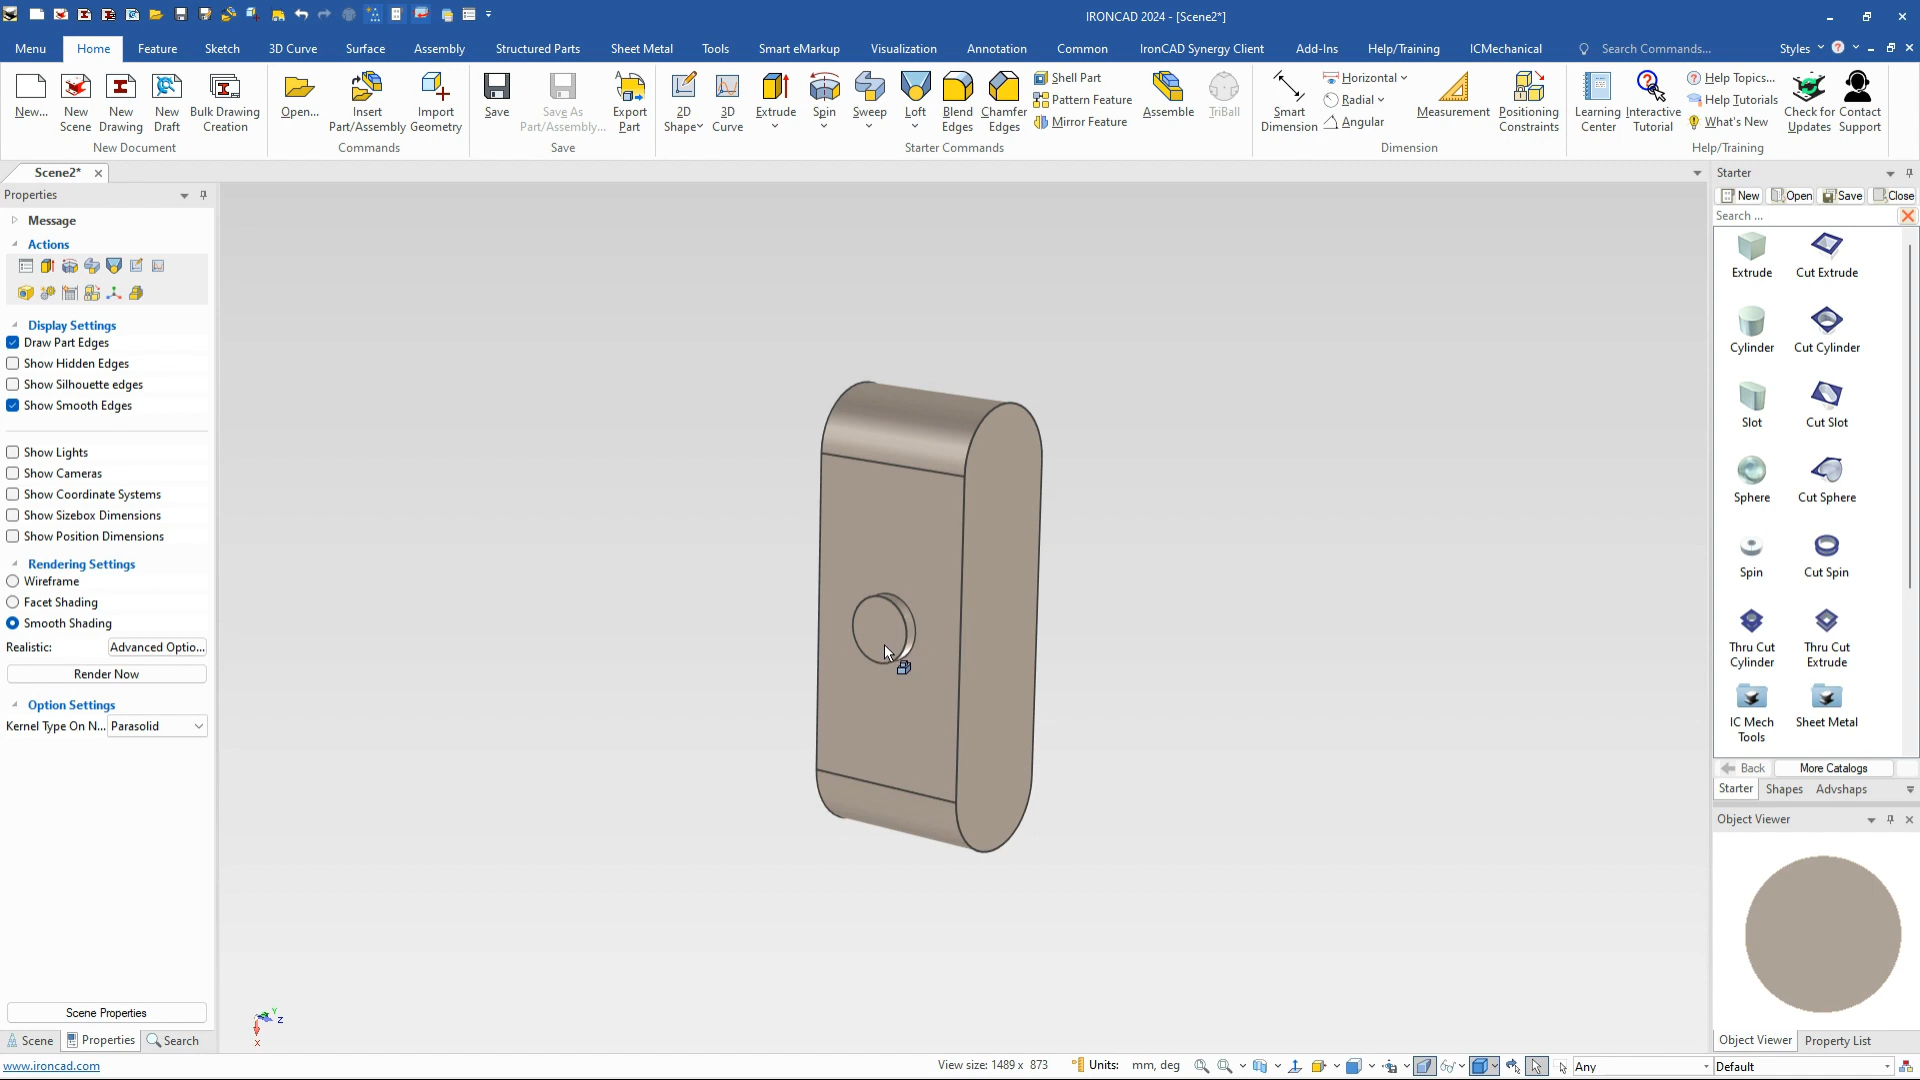 IRONCAD 2024 - [Scene2*]
Menu Home Feature Sketch 3D Curve Surface Assembly Structured Parts Sheet Metal Tools Smart eMarkup Visualization Annotation Common IronCAD Synergy Client Add-Ins Help/Training ICMechanical Search Commands... Styles
New... New Scene New Drawing New Draft Bulk Drawing Creation
New Document
Open... Insert Part/Assembly Import Geometry
Commands
Save Save As Part/Assembly... Export Part
Save
2D Shape 3D Curve Extrude Spin Sweep Loft Blend Edges Chamfer Edges
Shell Part
Pattern Feature
Mirror Feature
Assemble TriBall
Starter Commands
Smart Dimension
Horizontal
Radial
Angular
Measurement Positioning Constraints
Dimension
Learning Center Interactive Tutorial
Help Topics...
Help Tutorials
What's New
Check for Updates Contact Support
Help/Training
Scene2*
Properties
Message
Actions
Display Settings
Draw Part Edges
Show Hidden Edges
Show Silhouette edges
Show Smooth Edges
Show Lights
Show Cameras
Show Coordinate Systems
Show Sizebox Dimensions
Show Position Dimensions
Rendering Settings
Wireframe
Facet Shading
Smooth Shading
Realistic: Advanced Optio...
Render Now
Option Settings
Kernel Type On N... Parasolid
Scene Properties
Scene Properties Search
Y
Z
X
Starter
New Open Save Close
Search ...
Extrude Cut Extrude
Cylinder Cut Cylinder
Slot Cut Slot
Sphere Cut Sphere
Spin Cut Spin
Thru Cut Cylinder Thru Cut Extrude
IC Mech Tools Sheet Metal
Back More Catalogs
Starter Shapes Advshaps
Object Viewer
Object Viewer Property List
www.ironcad.com View size: 1489 x 873 Units: mm, deg Any Default